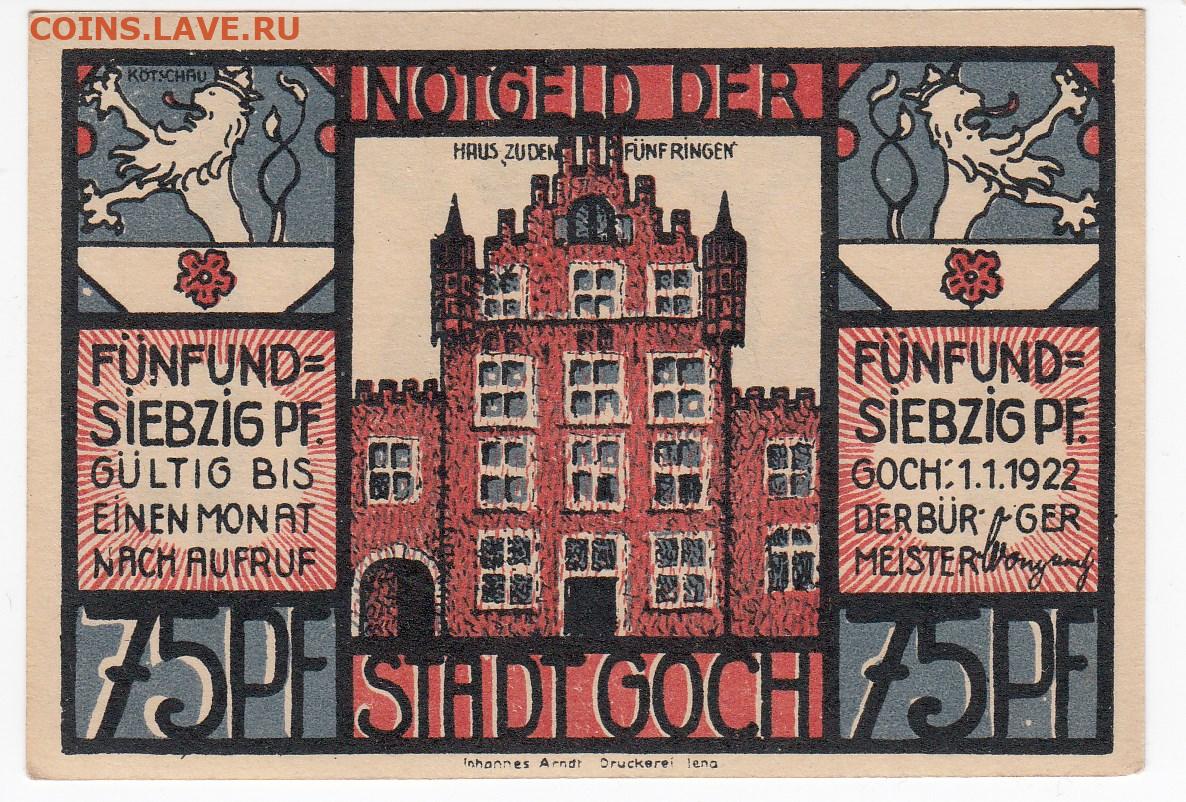 COINS.LAVE.RU
KÖTSCHAU
NOTGELD DER
HAUS „ZU DEN FÜNF RINGEN“
FÜNFUND=
SIEBZIG PF.
GÜLTIG BIS
EINEN MONAT
NACH AUFRUF
FÜNFUND=
SIEBZIG PF.
GOCH: 1.1.1922
DER BÜR-GER
MEISTER
75 PF
STADT GOCH
75 PF
Johannes Arndt Druckerei Jena